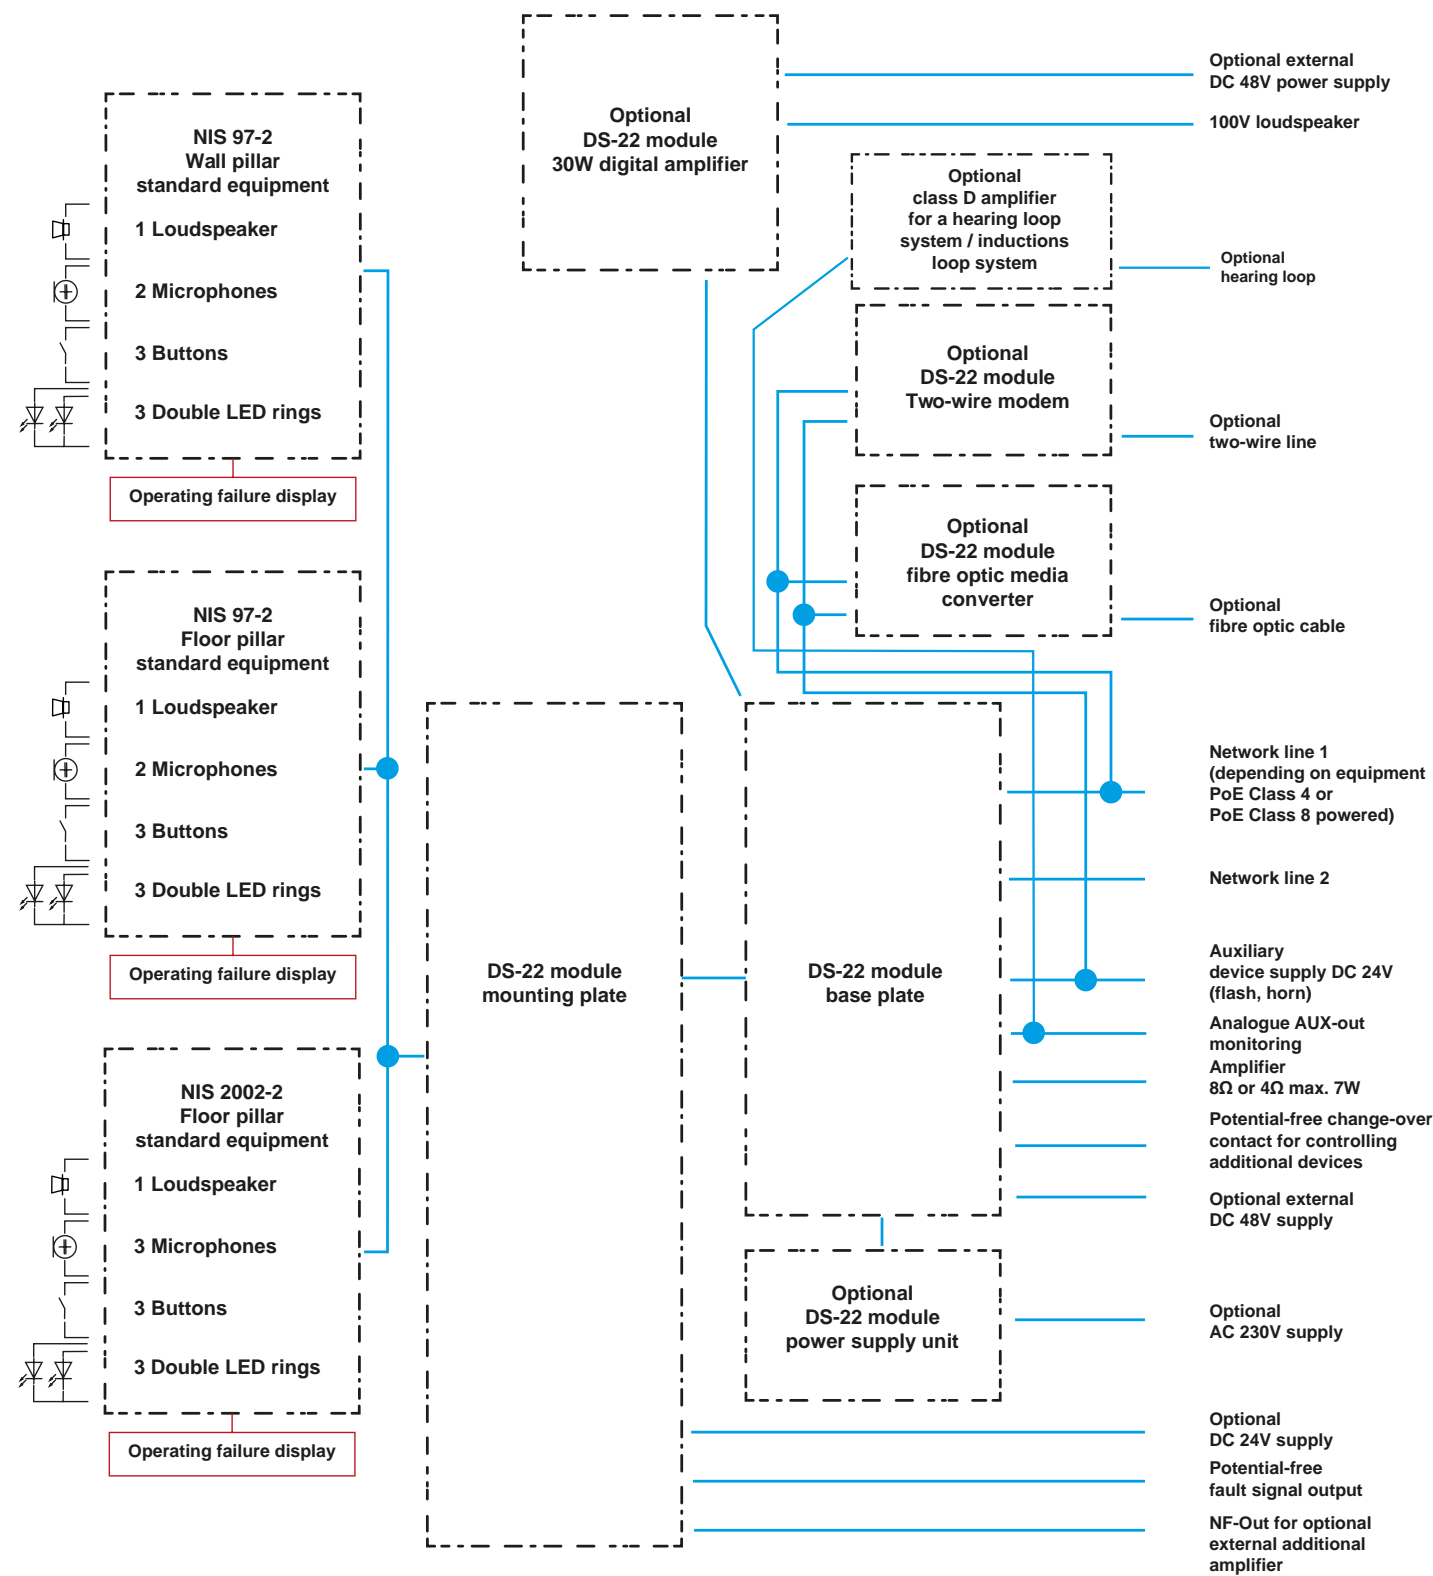 NIS 97-2
Wall pillar
standard equipment
1 Loudspeaker
2 Microphones
3 Buttons
3 Double LED rings
Operating failure display
NIS 97-2
Floor pillar
standard equipment
1 Loudspeaker
2 Microphones
3 Buttons
3 Double LED rings
Operating failure display
NIS 2002-2
Floor pillar
standard equipment
1 Loudspeaker
3 Microphones
3 Buttons
3 Double LED rings
Operating failure display
DS-22 module
mounting plate
Optional
DS-22 module
30W digital amplifier
Optional
class D amplifier
for a hearing loop
system / inductions
loop system
Optional
DS-22 module
Two-wire modem
Optional
DS-22 module
fibre optic media
converter
DS-22 module
base plate
Optional
DS-22 module
power supply unit
Optional external
DC 48V power supply
100V loudspeaker
Optional
hearing loop
Optional
two-wire line
Optional
fibre optic cable
Network line 1
(depending on equipment
PoE Class 4 or
PoE Class 8 powered)
Network line 2
Auxiliary
device supply DC 24V
(flash, horn)
Analogue AUX-out
monitoring
Amplifier
8Ω or 4Ω max. 7W
Potential-free change-over
contact for controlling
additional devices
Optional external
DC 48V supply
Optional
AC 230V supply
Optional
DC 24V supply
Potential-free
fault signal output
NF-Out for optional
external additional
amplifier